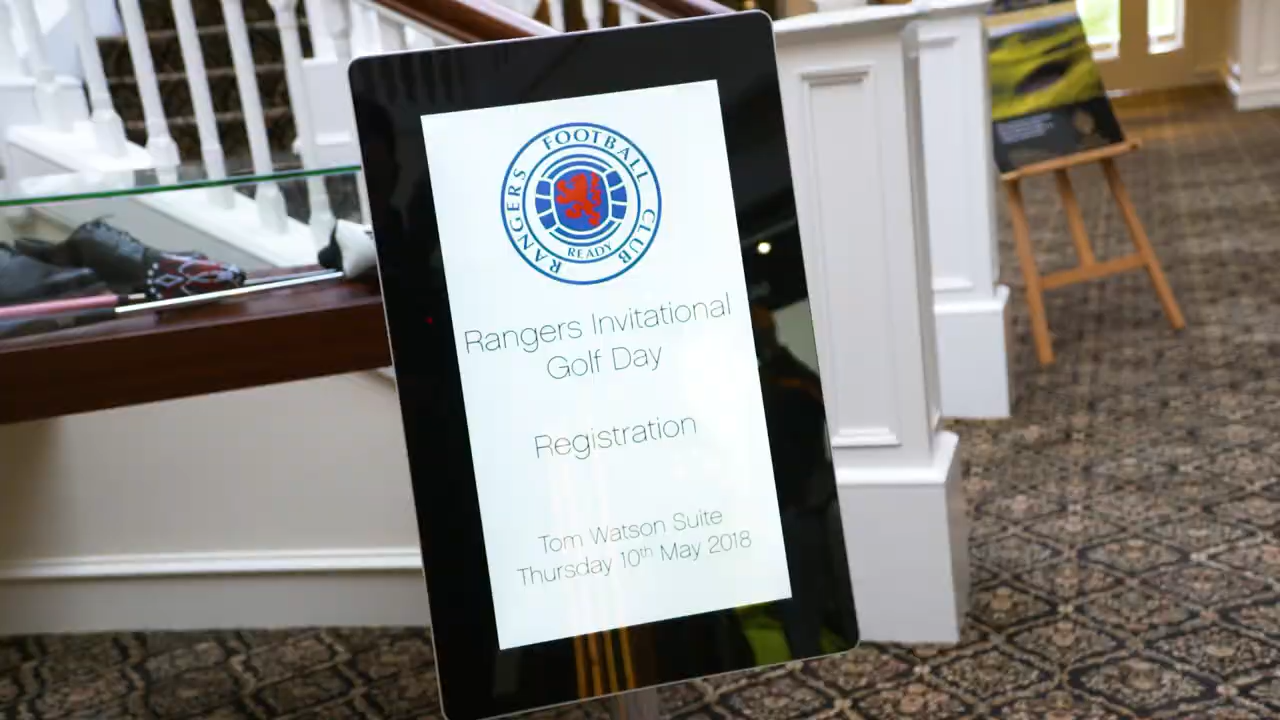 RANGERS FOOTBALL CLUB
READY
Rangers Invitational
Golf Day
Registration
Tom Watson Suite
Thursday 10th May 2018